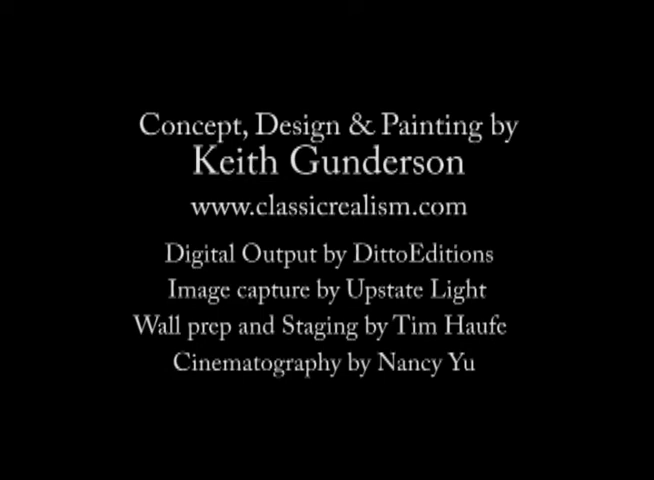 Concept, Design & Painting by
Keith Gunderson
www.classicrealism.com
Digital Output by DittoEditions
Image capture by Upstate Light
Wall prep and Staging by Tim Haufe
Cinematography by Nancy Yu